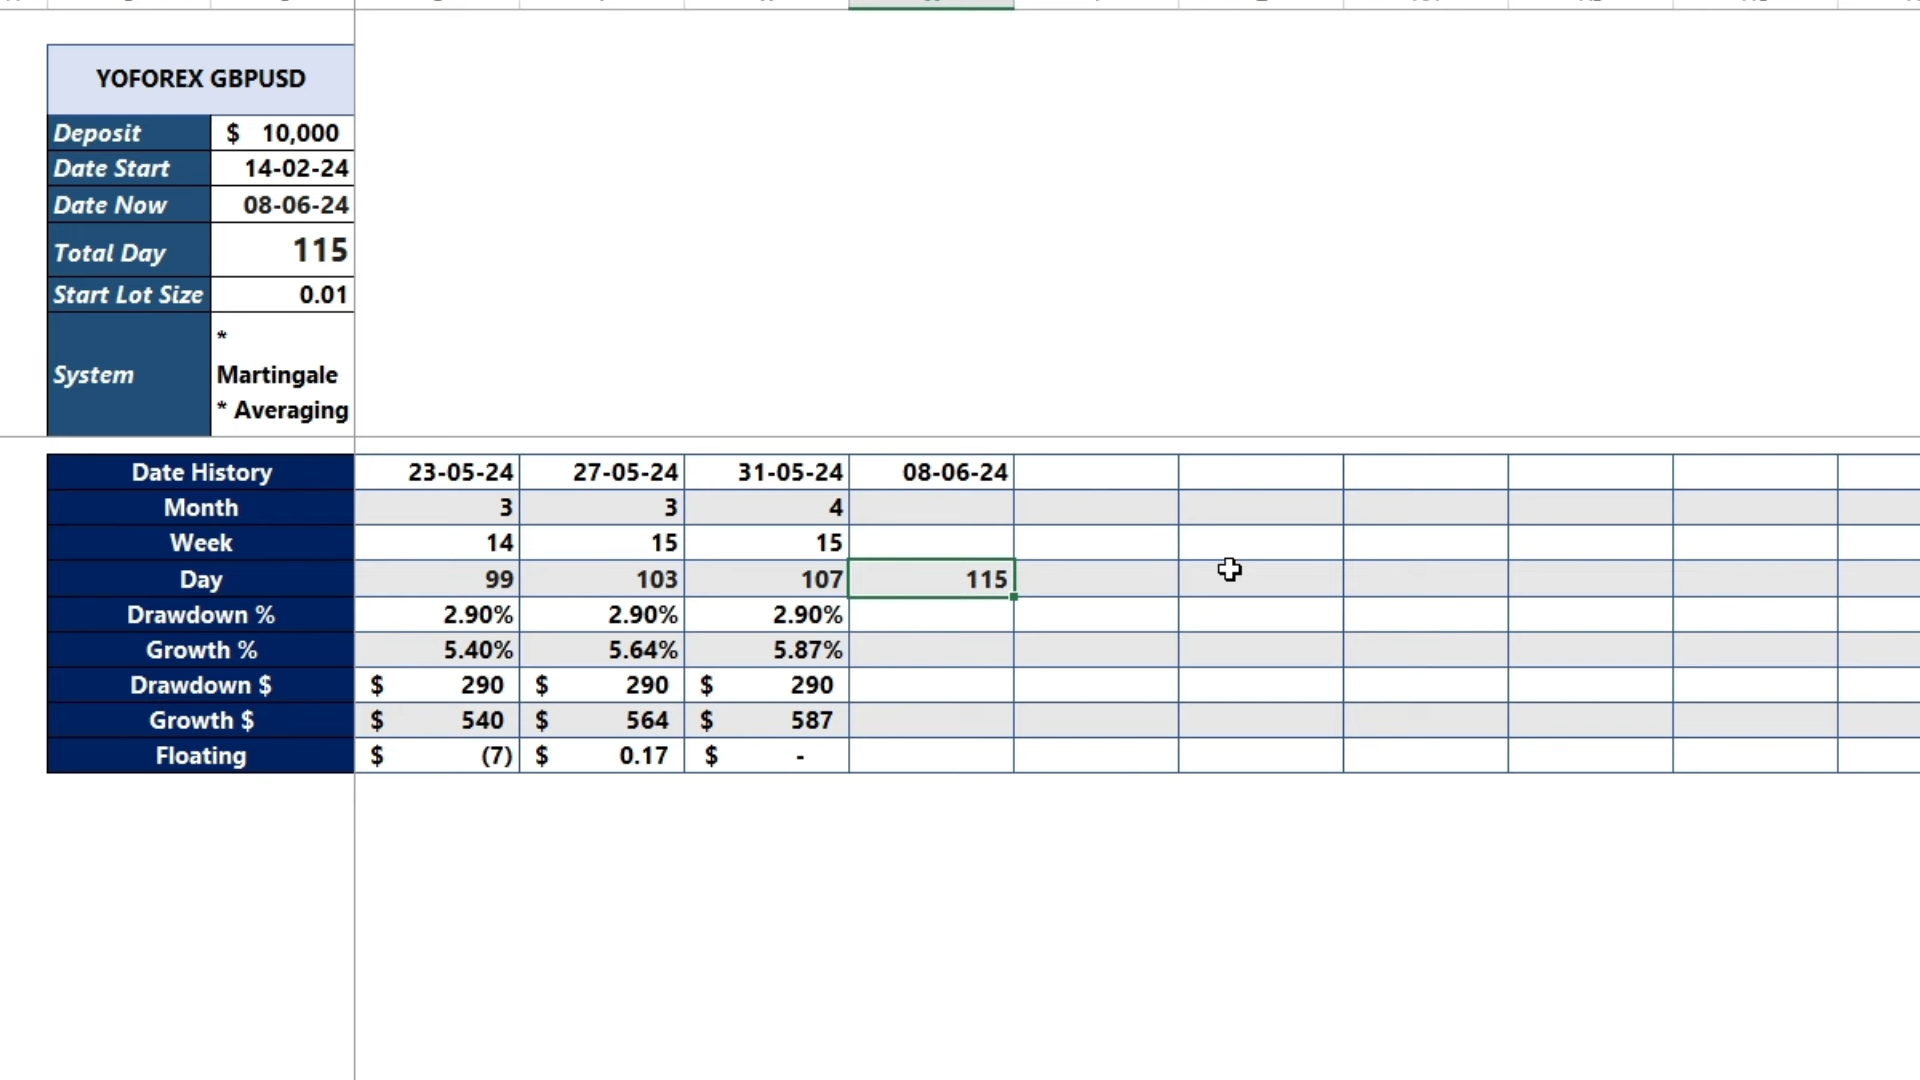 YOFOREX GBPUSD
Deposit $ 10,000
Date Start 14-02-24
Date Now 08-06-24
Total Day 115
Start Lot Size 0.01
*
System Martingale
* Averaging
Date History 23-05-24 27-05-24 31-05-24 08-06-24
Month 3 3 4
Week 14 15 15
Day 99 103 107 115
Drawdown % 2.90% 2.90% 2.90%
Growth % 5.40% 5.64% 5.87%
Drawdown $ $ 290 $ 290 $ 290
Growth $ $ 540 $ 564 $ 587
Floating $ (7) $ 0.17 $ -